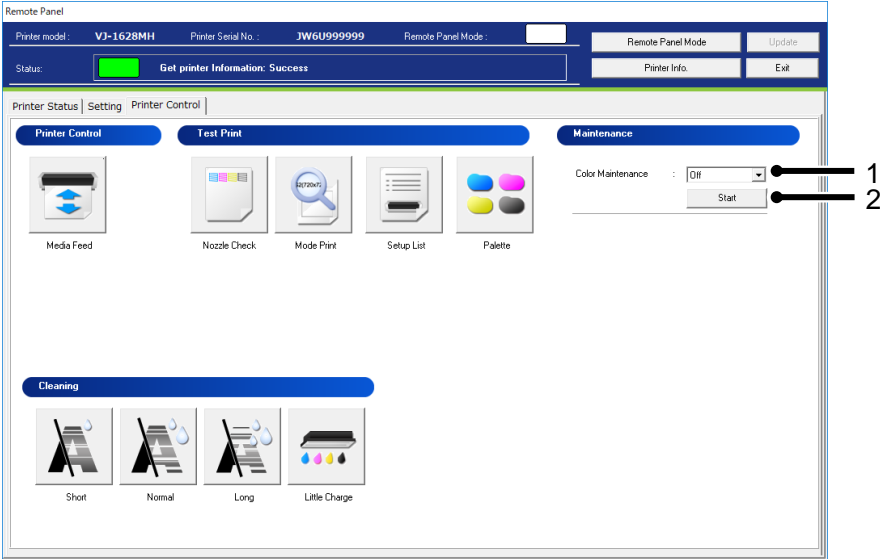 Remote Panel
Printer model : VJ-1628MH Printer Serial No. : JW6U999999 Remote Panel Mode :
Remote Panel Mode Update
Status: Get printer Information: Success
Printer Info. Exit
Printer Status Setting Printer Control
Printer Control Test Print Maintenance
Color Maintenance : Off 1
Start 2
Media Feed Nozzle Check Mode Print Setup List Palette
Cleaning
Short Normal Long Little Charge